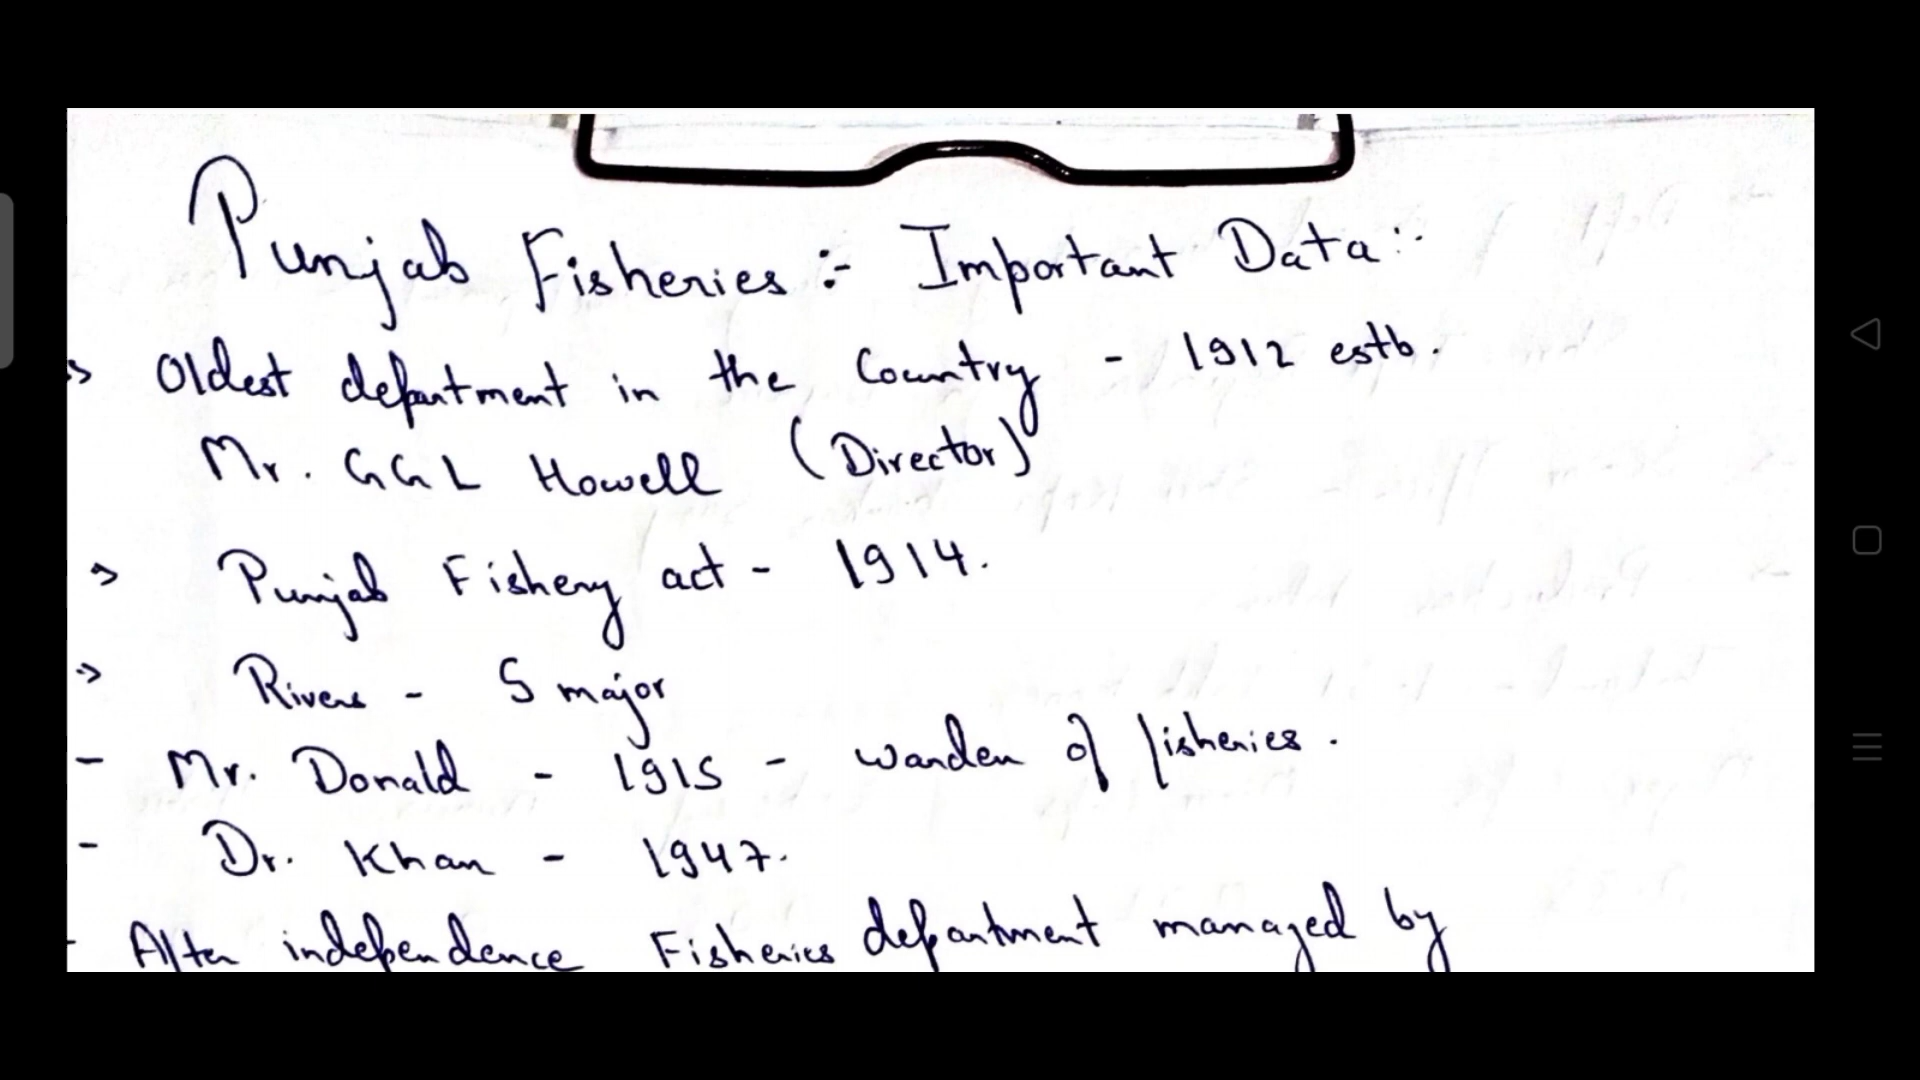 Punjab Fisheries :- Important Data :-
→ Oldest department in the Country - 1912 estb.
Mr. GGL Howell (Director)
→ Punjab Fishery act - 1914.
→ Rivers - 5 major
- Mr. Donald - 1915 - warden of fisheries.
- Dr. Khan - 1947.
- After independence Fisheries department managed by